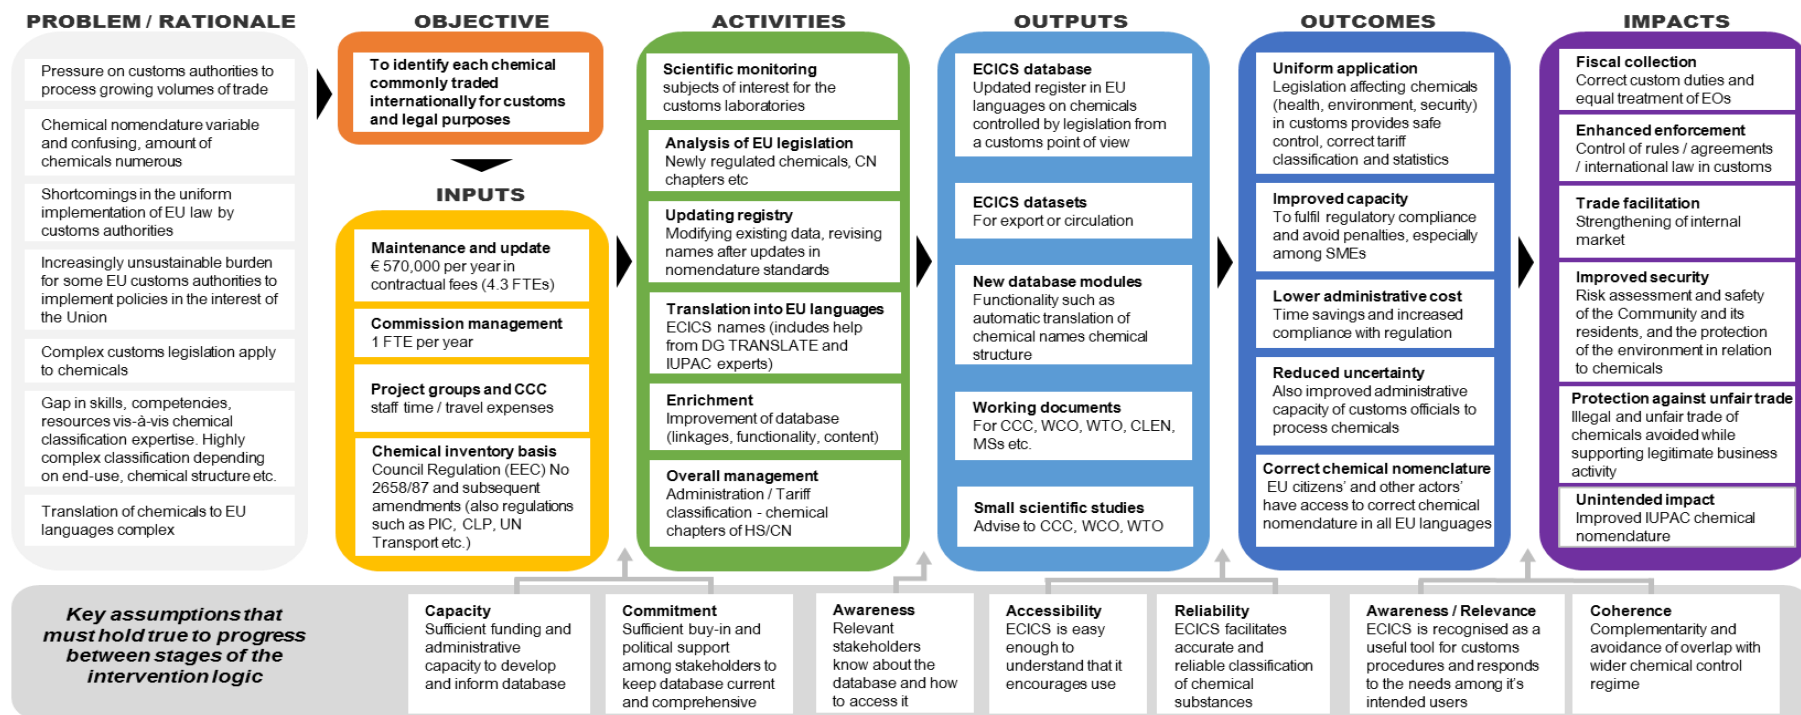 PROBLEM / RATIONALE
Pressure on customs authorities to
process growing volumes of trade
Chemical nomenclature variable
and confusing, amount of
chemicals numerous
Shortcomings in the uniform
implementation of EU law by
customs authorities
Increasingly unsustainable burden
for some EU customs authorities to
implement policies in the interest of
the Union
Complex customs legislation apply
to chemicals
Gap in skills, competencies,
resources vis-à-vis chemical
classification expertise. Highly
complex classification depending
on end-use, chemical structure etc.
Translation of chemicals to EU
languages complex
OBJECTIVE
To identify each chemical
commonly traded
internationally for customs
and legal purposes
INPUTS
Maintenance and update
€ 570,000 per year in
contractual fees (4.3 FTEs)
Commission management
1 FTE per year
Project groups and CCC
staff time / travel expenses
Chemical inventory basis
Council Regulation (EEC) No
2658/87 and subsequent
amendments (also regulations
such as PIC, CLP, UN
Transport etc.)
ACTIVITIES
Scientific monitoring
subjects of interest for the
customs laboratories
Analysis of EU legislation
Newly regulated chemicals, CN
chapters etc
Updating registry
Modifying existing data, revising
names after updates in
nomenclature standards
Translation into EU languages
ECICS names (includes help
from DG TRANSLATE and
IUPAC experts)
Enrichment
Improvement of database
(linkages, functionality, content)
Overall management
Administration / Tariff
classification - chemical
chapters of HS/CN
OUTPUTS
ECICS database
Updated register in EU
languages on chemicals
controlled by legislation from
a customs point of view
ECICS datasets
For export or circulation
New database modules
Functionality such as
automatic translation of
chemical names chemical
structure
Working documents
For CCC, WCO, WTO, CLEN,
MSs etc.
Small scientific studies
Advise to CCC, WCO, WTO
OUTCOMES
Uniform application
Legislation affecting chemicals
(health, environment, security)
in customs provides safe
control, correct tariff
classification and statistics
Improved capacity
To fulfil regulatory compliance
and avoid penalties, especially
among SMEs
Lower administrative cost
Time savings and increased
compliance with regulation
Reduced uncertainty
Also improved administrative
capacity of customs officials to
process chemicals
Correct chemical nomenclature
EU citizens’ and other actors’
have access to correct chemical
nomenclature in all EU languages
IMPACTS
Fiscal collection
Correct custom duties and
equal treatment of EOs
Enhanced enforcement
Control of rules / agreements
/ international law in customs
Trade facilitation
Strengthening of internal
market
Improved security
Risk assessment and safety
of the Community and its
residents, and the protection
of the environment in relation
to chemicals
Protection against unfair trade
Illegal and unfair trade of
chemicals avoided while
supporting legitimate business
activity
Unintended impact
Improved IUPAC chemical
nomenclature
Key assumptions that
must hold true to progress
between stages of the
intervention logic
Capacity
Sufficient funding and
administrative
capacity to develop
and inform database
Commitment
Sufficient buy-in and
political support
among stakeholders to
keep database current
and comprehensive
Awareness
Relevant
stakeholders
know about the
database and how
to access it
Accessibility
ECICS is easy
enough to
understand that it
encourages use
Reliability
ECICS facilitates
accurate and
reliable classification
of chemical
substances
Awareness / Relevance
ECICS is recognised as a
useful tool for customs
procedures and responds
to the needs among it’s
intended users
Coherence
Complementarity and
avoidance of overlap with
wider chemical control
regime